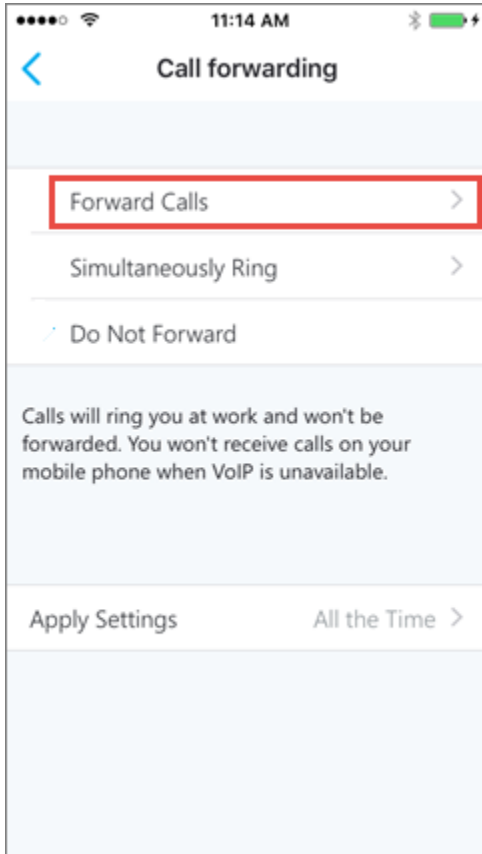 11:14 AM
Call forwarding
Forward Calls
Simultaneously Ring
Do Not Forward
Calls will ring you at work and won't be
forwarded. You won't receive calls on your
mobile phone when VoIP is unavailable.
Apply Settings All the Time